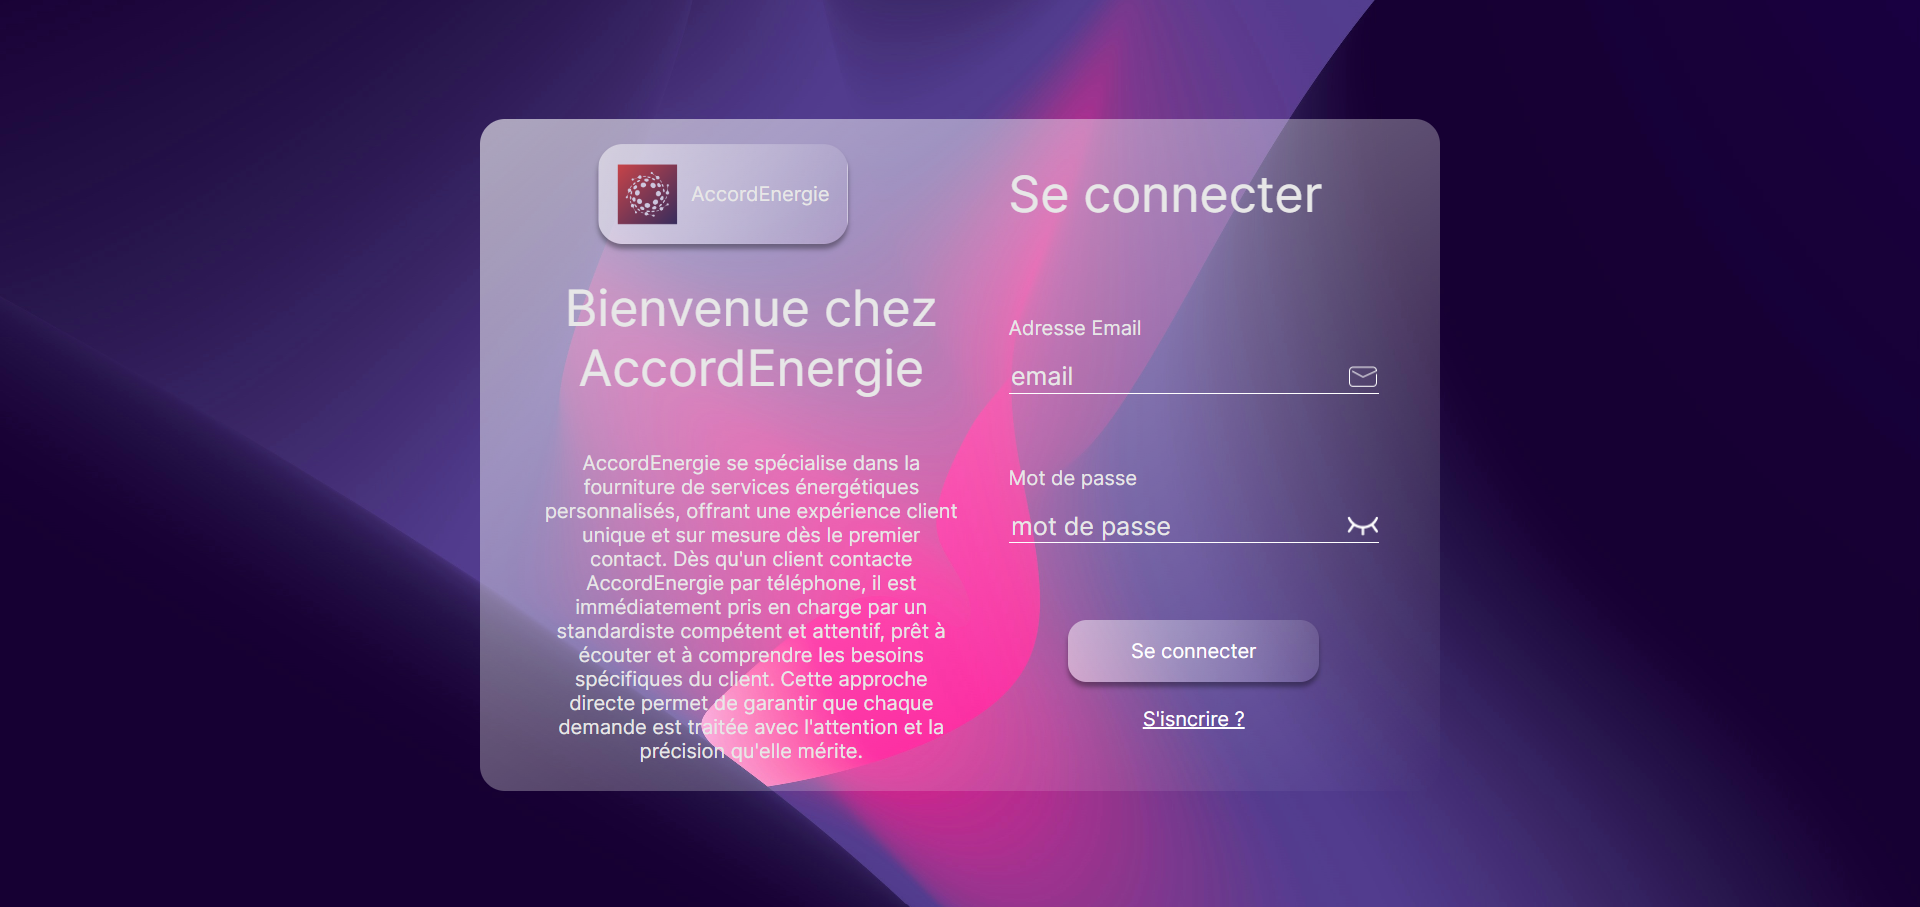 AccordEnergie
Bienvenue chez
AccordEnergie
AccordEnergie se spécialise dans la
fourniture de services énergétiques
personnalisés, offrant une expérience client
unique et sur mesure dès le premier
contact. Dès qu'un client contacte
AccordEnergie par téléphone, il est
immédiatement pris en charge par un
standardiste compétent et attentif, prêt à
écouter et à comprendre les besoins
spécifiques du client. Cette approche
directe permet de garantir que chaque
demande est traitée avec l'attention et la
précision qu'elle mérite.
Se connecter
Adresse Email
email
Mot de passe
mot de passe
Se connecter
S'isncrire ?